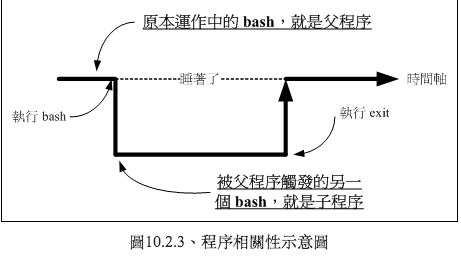 原本運作中的 bash，就是父程序
睡著了
時間軸
執行 bash
執行 exit
被父程序觸發的另一
個 bash，就是子程序
圖10.2.3、程序相關性示意圖